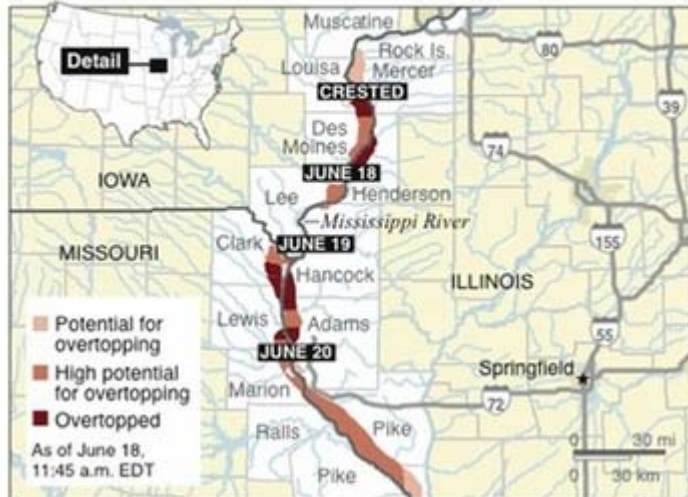 Muscatine
Detail
Rock Is.
Louisa
Mercer
80
CRESTED
39
Des
Moines
74
JUNE 18
IOWA
Lee
Henderson
Mississippi River
Clark
JUNE 19
155
MISSOURI
Hancock
ILLINOIS
Potential for
overtopping
Lewis
Adams
55
JUNE 20
High potential
for overtopping
Springfield
Marion
72
Overtopped
As of June 18,
11:45 a.m. EDT
Ralls
Pike
0 30 mi
Pike
0 30 km